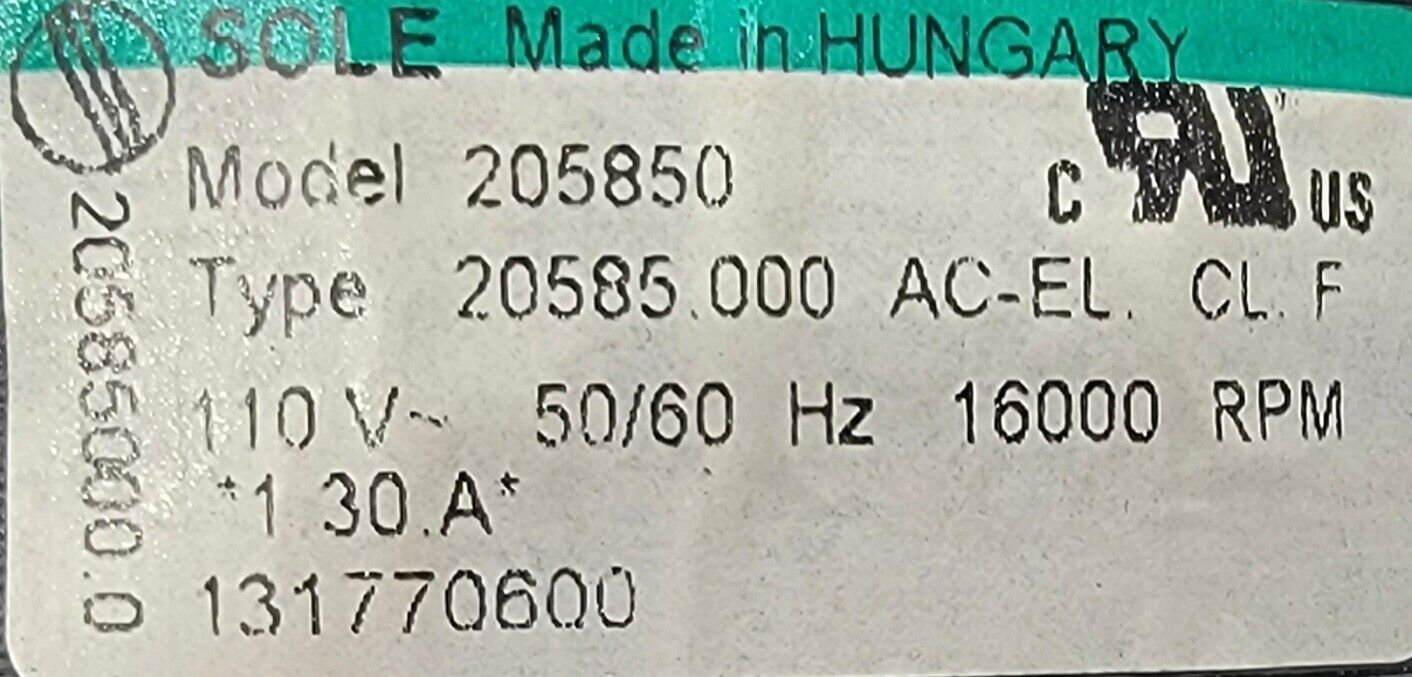 SOLE Made in HUNGARY
Model 205850
C RU US
Type 20585.000 AC-EL. CL. F
110 V~ 50/60 Hz 16000 RPM
*1 30.A*
131770600
20585000.0